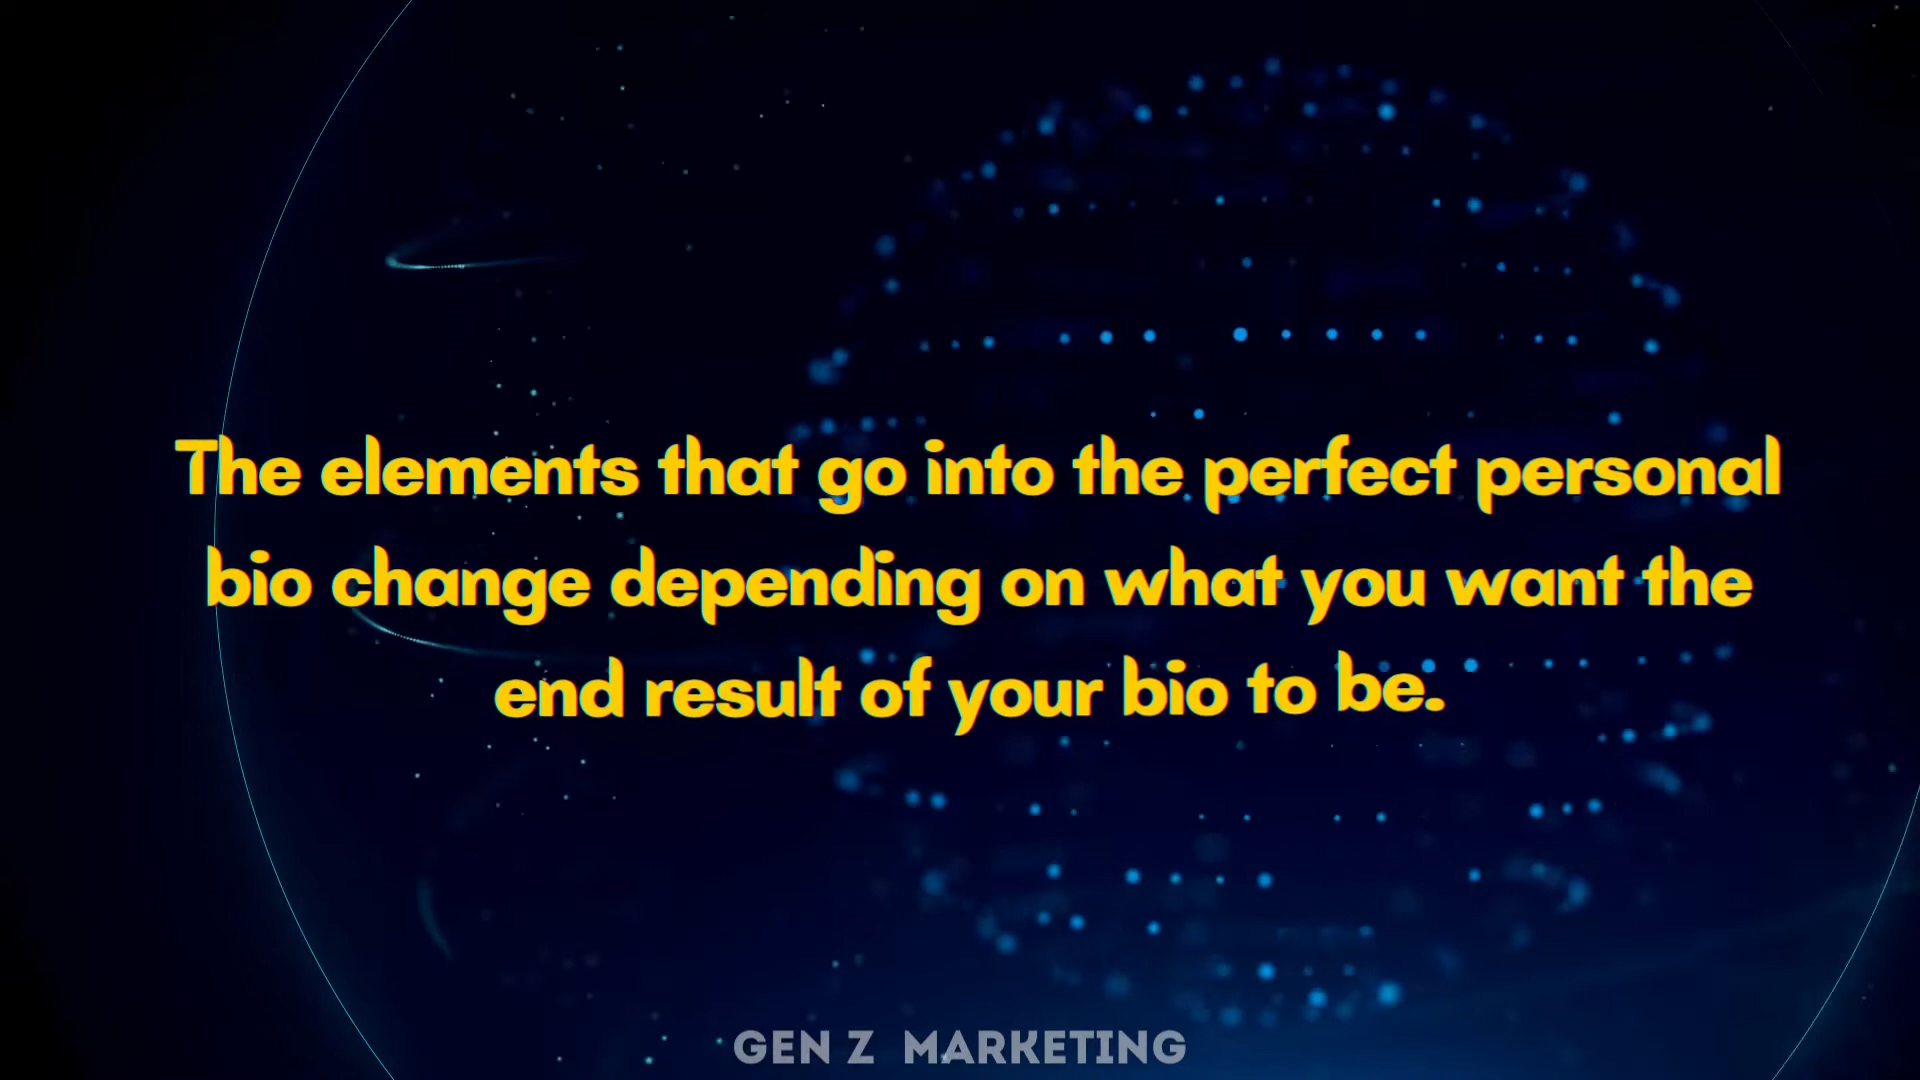 The elements that go into the perfect personal
bio change depending on what you want the
end result of your bio to be.
GEN Z MARKETING